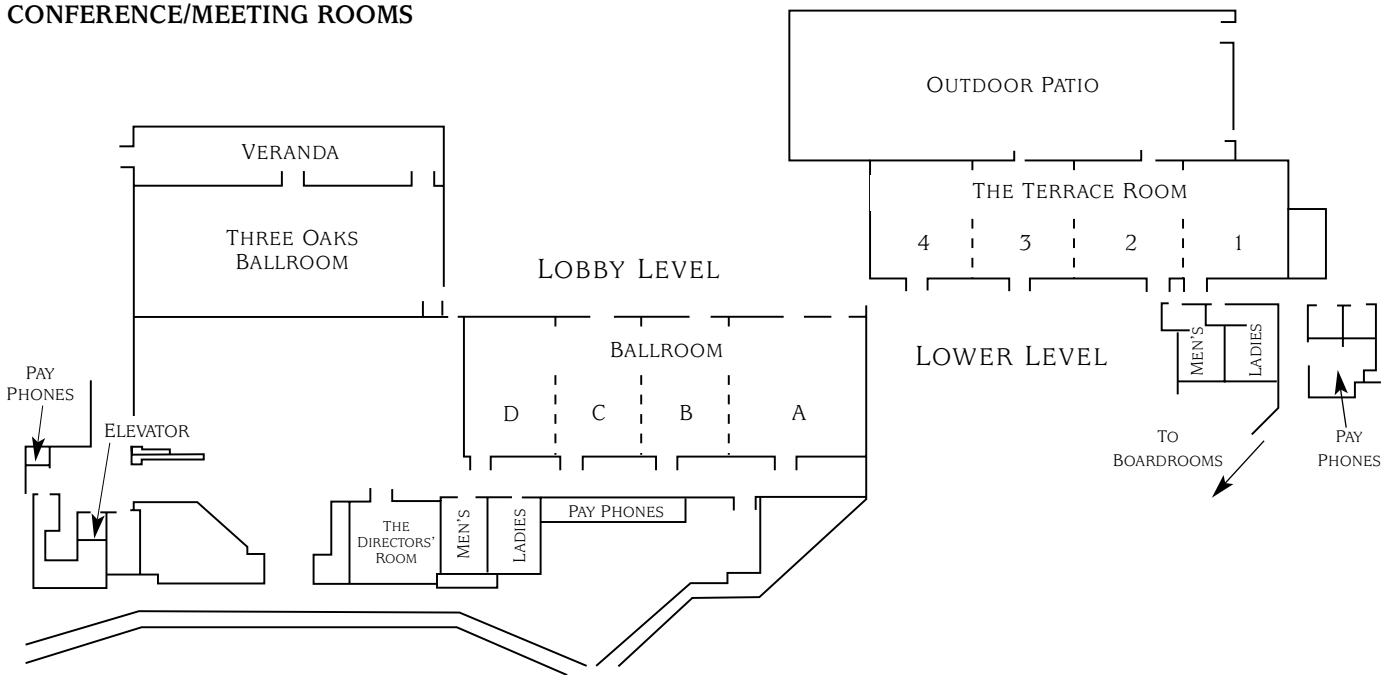 CONFERENCE/MEETING ROOMS
OUTDOOR PATIO
VERANDA
THE TERRACE ROOM
4 3 2 1
THREE OAKS
BALLROOM
LOBBY LEVEL
BALLROOM
LOWER LEVEL
MEN'S
LADIES
PAY
PHONES
D C B A
ELEVATOR
TO
BOARDROOMS
PAY
PHONES
THE
DIRECTORS'
ROOM
MEN'S
LADIES
PAY PHONES